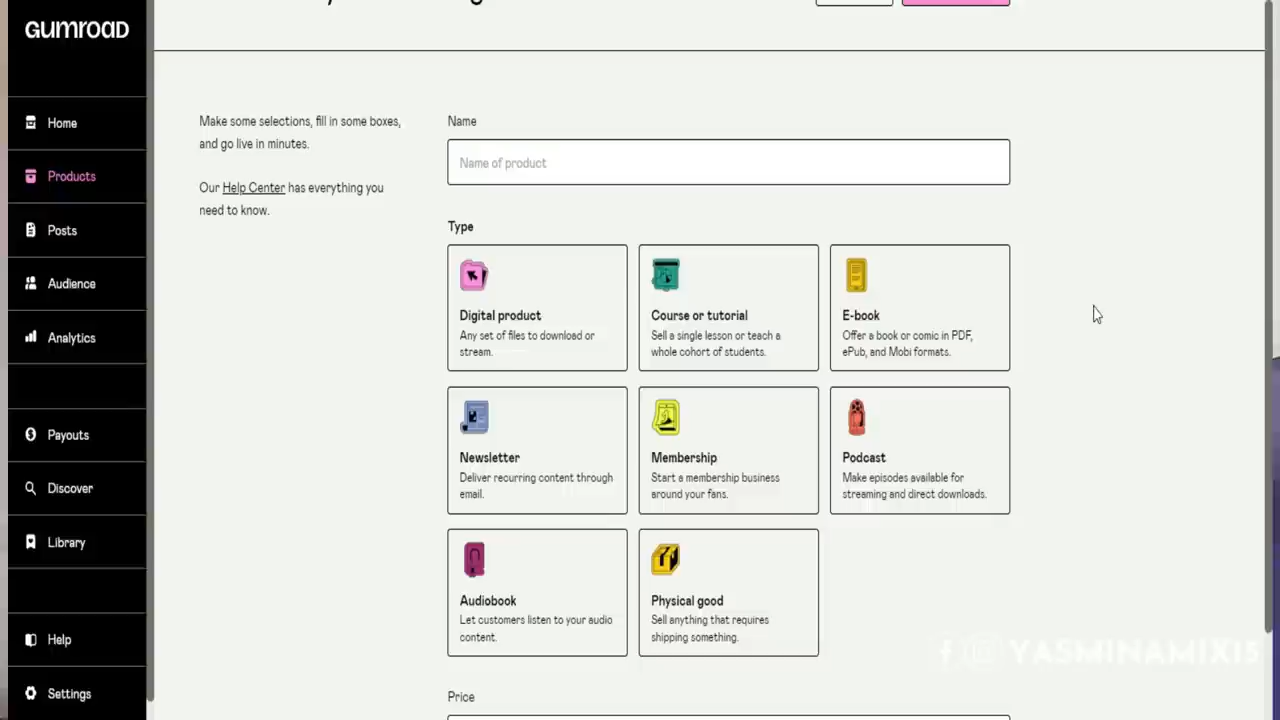 GUMROAD
Home
Products
Posts
Audience
Analytics
Payouts
Discover
Library
Help
Settings
Make some selections, fill in some boxes,
and go live in minutes.
Our Help Center has everything you
need to know.
Name
Name of product
Type
Digital product
Any set of files to download or
stream.
Course or tutorial
Sell a single lesson or teach a
whole cohort of students.
E-book
Offer a book or comic in PDF,
ePub, and Mobi formats.
Newsletter
Deliver recurring content through
email.
Membership
Start a membership business
around your fans.
Podcast
Make episodes available for
streaming and direct downloads.
Audiobook
Let customers listen to your audio
content.
Physical good
Sell anything that requires
shipping something.
Price
YASMINAMIXIS